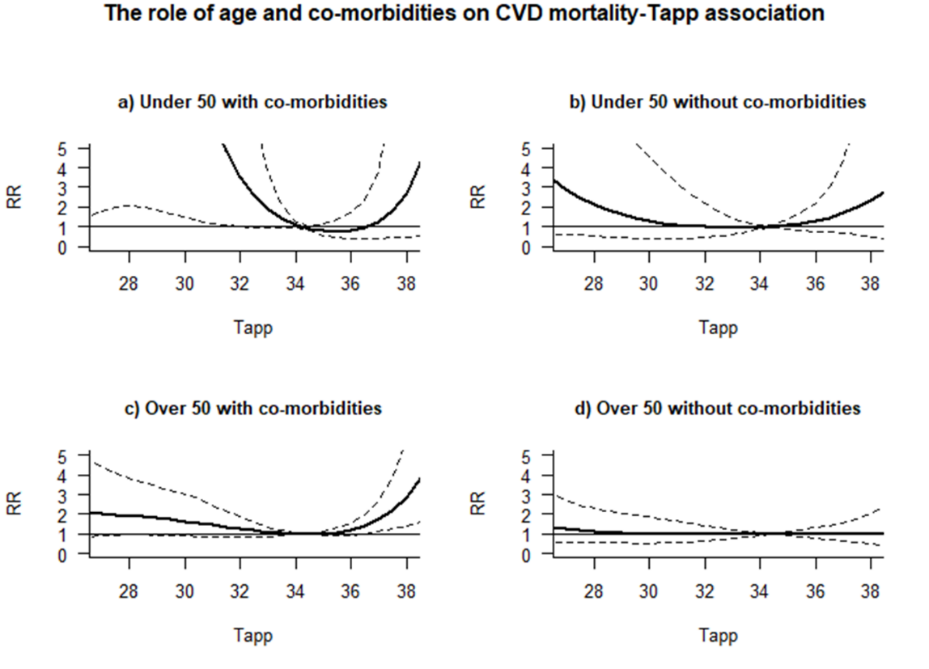 The role of age and co-morbidities on CVD mortality-Tapp association
a) Under 50 with co-morbidities
5
4
3
2
1
0
RR
28 30 32 34 36 38
Tapp
b) Under 50 without co-morbidities
5
4
3
2
1
0
RR
28 30 32 34 36 38
Tapp
c) Over 50 with co-morbidities
5
4
3
2
1
0
RR
28 30 32 34 36 38
Tapp
d) Over 50 without co-morbidities
5
4
3
2
1
0
RR
28 30 32 34 36 38
Tapp